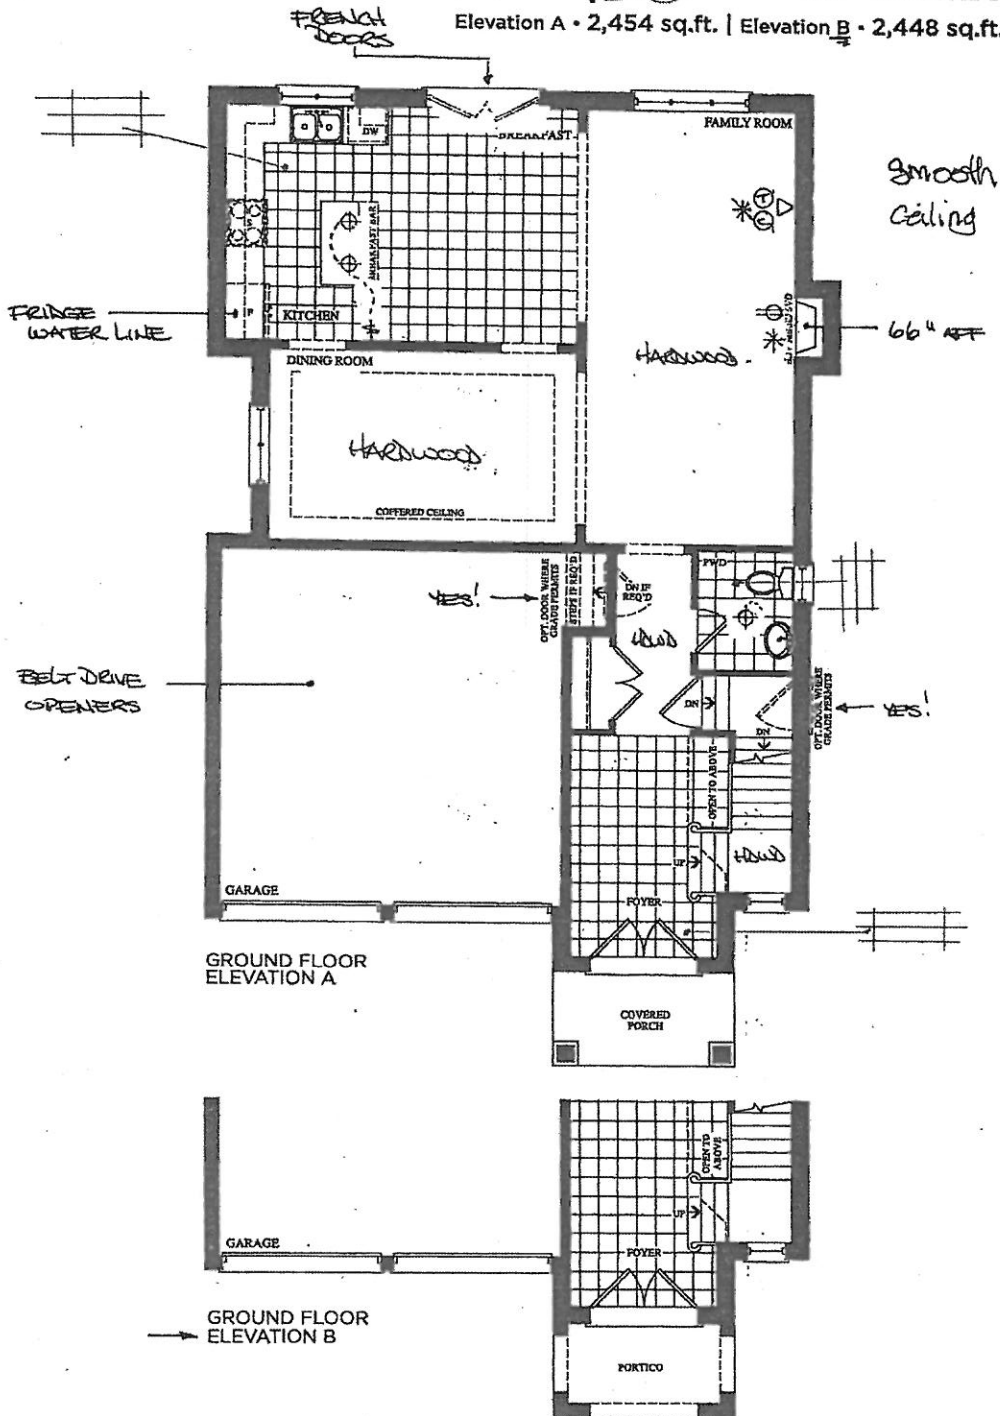 Elevation A • 2,454 sq.ft. | Elevation B • 2,448 sq.ft.
FRENCH
DOORS
FAMILY ROOM
BREAKFAST
DW
Smooth
Ceiling
BREAKFAST BAR
T
C
KITCHEN
F
FRIDGE
WATER LINE
66" AFF
HARDWOOD
DINING ROOM
HARDWOOD
COFFERED CEILING
YES!
OPT. DOOR WHERE
GRADE PERMITS
STEPS IF REQ'D
DN IF
REQ'D
PWD
HDWD
BELT DRIVE
OPENERS
DN
DN
OPT. DOOR WHERE
GRADE PERMITS
YES!
OPEN TO ABOVE
UP
HDWD
GARAGE
FOYER
GROUND FLOOR
ELEVATION A
COVERED
PORCH
OPEN TO
ABOVE
UP
GARAGE
FOYER
GROUND FLOOR
ELEVATION B
PORTICO